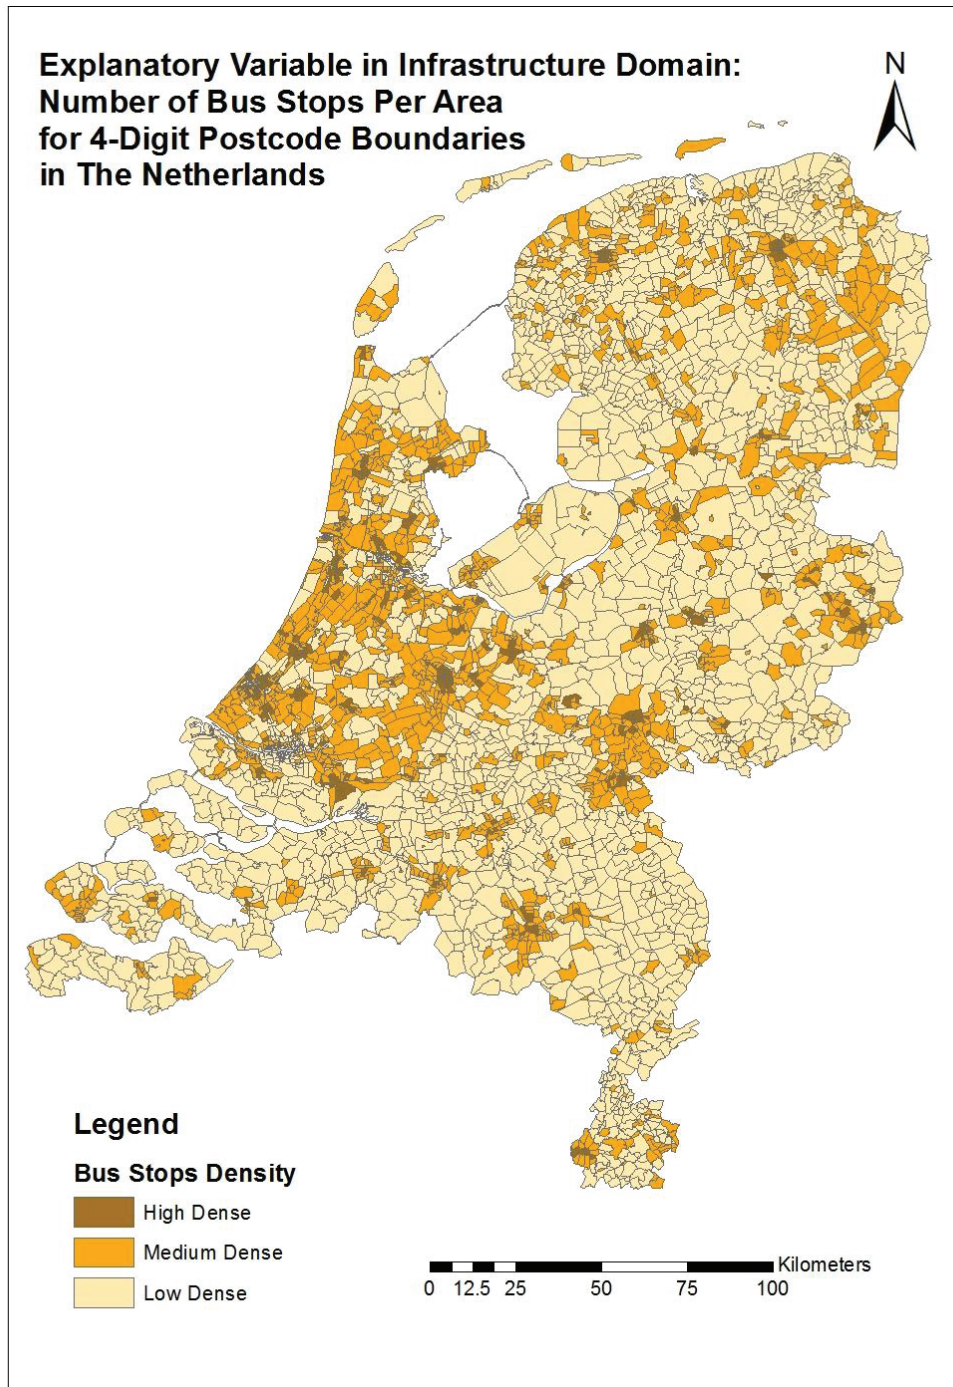 Explanatory Variable in Infrastructure Domain:
Number of Bus Stops Per Area
for 4-Digit Postcode Boundaries
in The Netherlands
N
Legend
Bus Stops Density
High Dense
Medium Dense
Low Dense
Kilometers
0 12.5 25 50 75 100